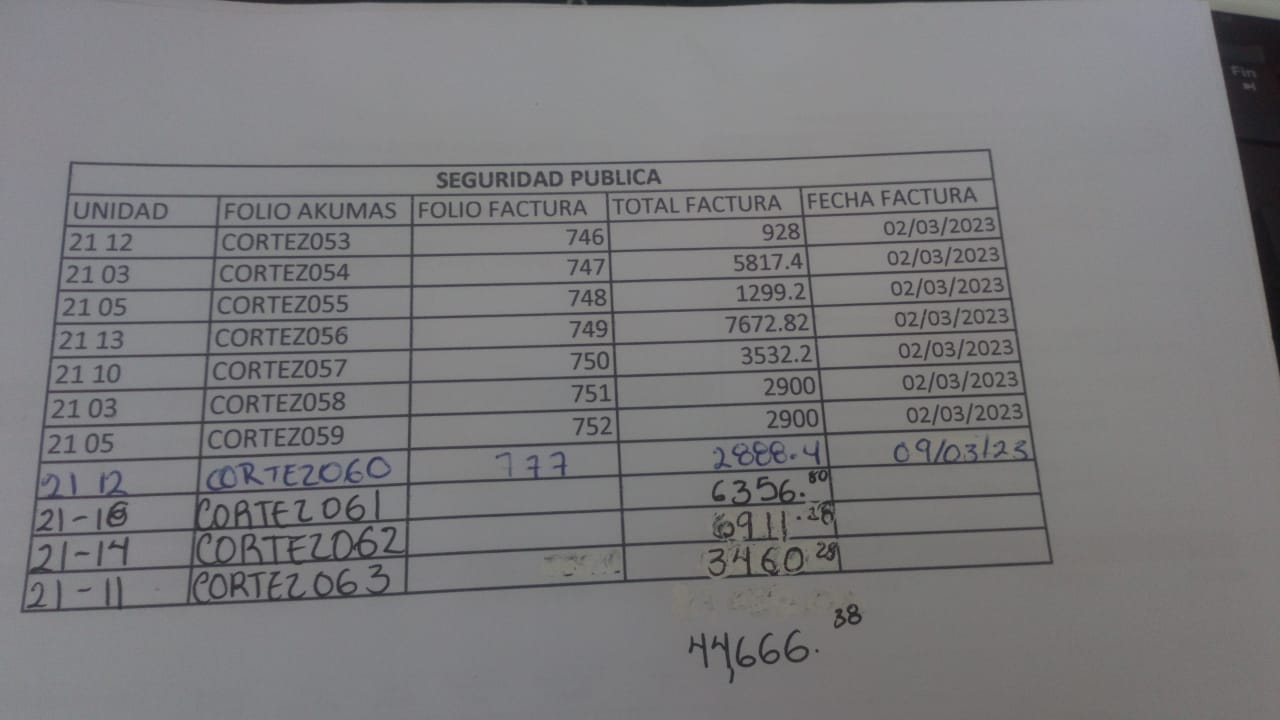 SEGURIDAD PUBLICA
UNIDAD FOLIO AKUMAS FOLIO FACTURA TOTAL FACTURA FECHA FACTURA
21 12 CORTEZ053 746 928 02/03/2023
21 03 CORTEZ054 747 5817.4 02/03/2023
21 05 CORTEZ055 748 1299.2 02/03/2023
21 13 CORTEZ056 749 7672.82 02/03/2023
21 10 CORTEZ057 750 3532.2 02/03/2023
21 03 CORTEZ058 751 2900 02/03/2023
21 05 CORTEZ059 752 2900 02/03/2023
21 12 CORTEZ060 777 2888.4 09/03/23
CORTEZ061 6356.80
21-14 CORTEZ062 6911.28
21-11 CORTEZ063 3460 28
44,666.38
Fin